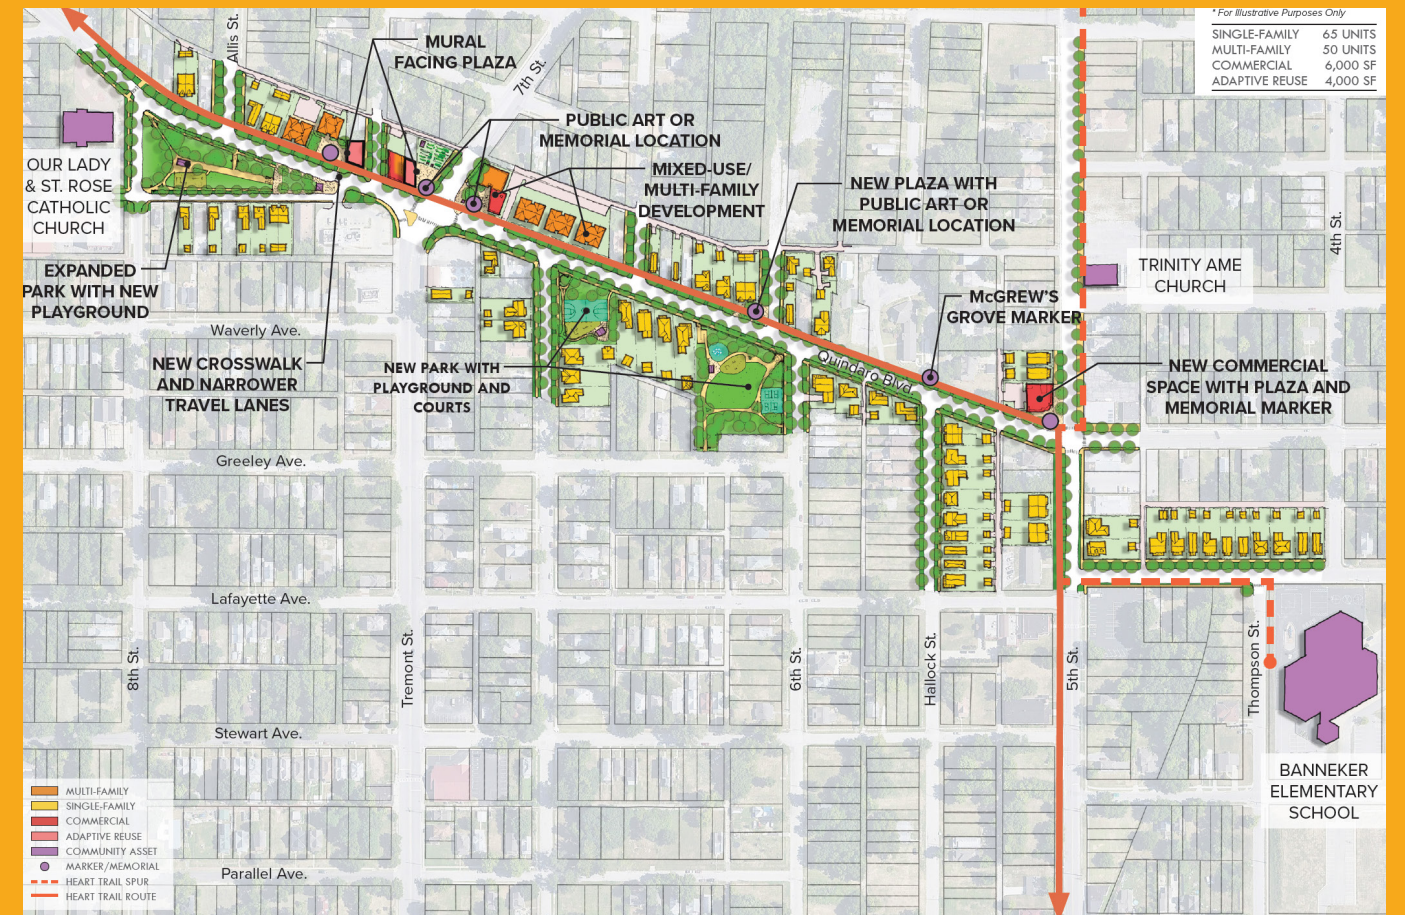 * For Illustrative Purposes Only
SINGLE-FAMILY 65 UNITS
MULTI-FAMILY 50 UNITS
COMMERCIAL 6,000 SF
ADAPTIVE REUSE 4,000 SF
Allis St.
MURAL
FACING PLAZA
7th St.
PUBLIC ART OR
MEMORIAL LOCATION
MIXED-USE/
MULTI-FAMILY
DEVELOPMENT
NEW PLAZA WITH
PUBLIC ART OR
MEMORIAL LOCATION
OUR LADY
& ST. ROSE
CATHOLIC
CHURCH
4th St.
TRINITY AME
CHURCH
EXPANDED
PARK WITH NEW
PLAYGROUND
McGREW'S
GROVE MARKER
Waverly Ave.
NEW CROSSWALK
AND NARROWER
TRAVEL LANES
NEW PARK WITH
PLAYGROUND AND
COURTS
Quindaro Blvd
NEW COMMERCIAL
SPACE WITH PLAZA AND
MEMORIAL MARKER
Greeley Ave.
Lafayette Ave.
8th St.
Tremont St.
6th St.
Hallock St.
5th St.
Thompson St.
Stewart Ave.
BANNEKER
ELEMENTARY
SCHOOL
MULTI-FAMILY
SINGLE-FAMILY
COMMERCIAL
ADAPTIVE REUSE
COMMUNITY ASSET
MARKER/MEMORIAL
HEART TRAIL SPUR
HEART TRAIL ROUTE
Parallel Ave.